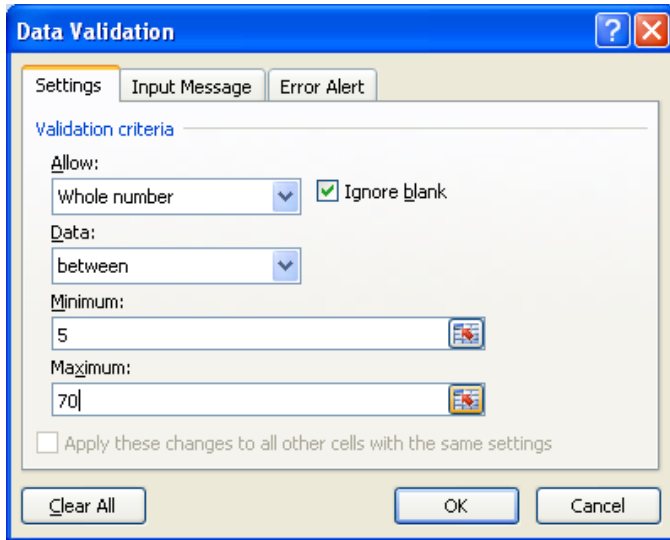 Data Validation
Settings Input Message Error Alert
Validation criteria
Allow:
Whole number Ignore blank
Data:
between
Minimum:
5
Maximum:
70
Apply these changes to all other cells with the same settings
Clear All OK Cancel